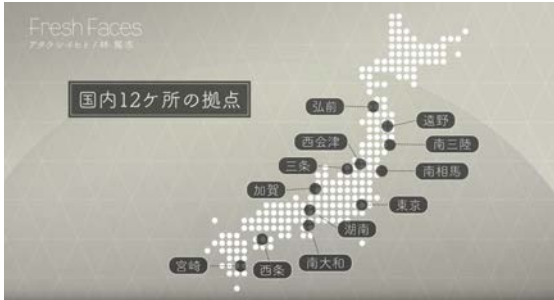 Fresh Faces
国内12ケ所の拠点
弘前
遠野
西会津
南三陸
三条
南相馬
加賀
東京
湖南
南大和
宮崎
西条